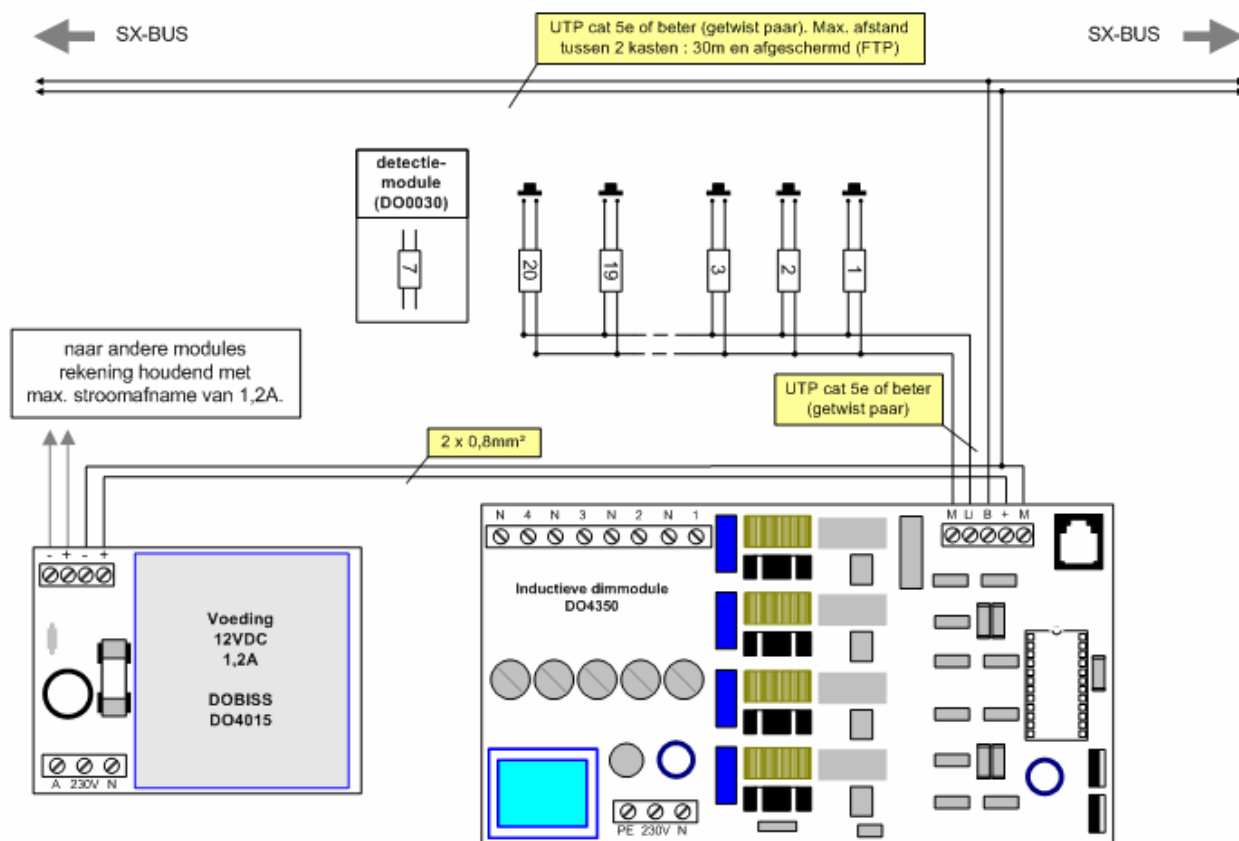 SX-BUS
UTP cat 5e of beter (getwist paar). Max. afstand
tussen 2 kasten : 30m en afgeschermd (FTP)
SX-BUS
detectie-
module
(DO0030)
7
20
19
3
2
1
naar andere modules
rekening houdend met
max. stroomafname van 1,2A.
UTP cat 5e of beter
(getwist paar)
2 x 0,8mm²
N 4 N 3 N 2 N 1
M LI B + M
- + - +
Inductieve dimmodule
DO4350
Voeding
12VDC
1,2A
DOBISS
DO4015
A 230V N
PE 230V N